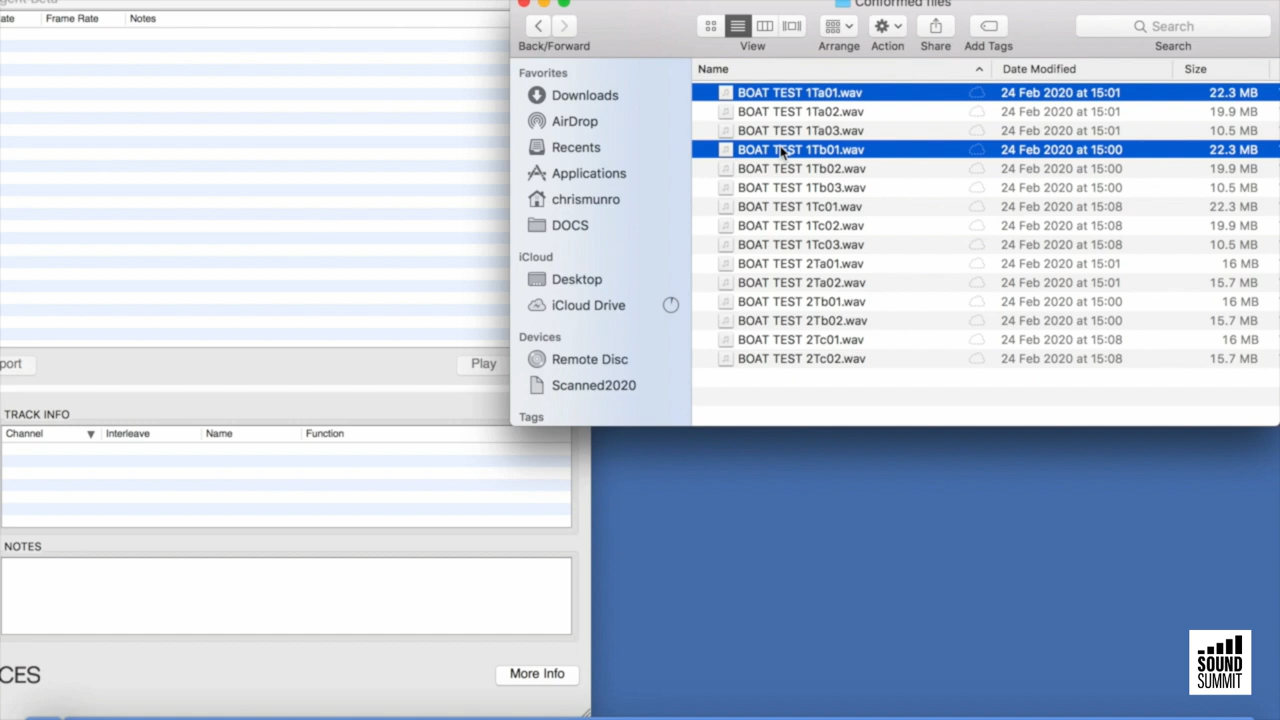 gent Beta
Conformed files
ate Frame Rate Notes
Back/Forward View Arrange Action Share Add Tags Search
Search
Favorites
Downloads
AirDrop
Recents
Applications
chrismunro
DOCS
iCloud
Desktop
iCloud Drive
Devices
Remote Disc
Scanned2020
Tags
Name Date Modified Size
BOAT TEST 1Ta01.wav 24 Feb 2020 at 15:01 22.3 MB
BOAT TEST 1Ta02.wav 24 Feb 2020 at 15:01 19.9 MB
BOAT TEST 1Ta03.wav 24 Feb 2020 at 15:01 10.5 MB
BOAT TEST 1Tb01.wav 24 Feb 2020 at 15:00 22.3 MB
BOAT TEST 1Tb02.wav 24 Feb 2020 at 15:00 19.9 MB
BOAT TEST 1Tb03.wav 24 Feb 2020 at 15:00 10.5 MB
BOAT TEST 1Tc01.wav 24 Feb 2020 at 15:08 22.3 MB
BOAT TEST 1Tc02.wav 24 Feb 2020 at 15:08 19.9 MB
BOAT TEST 1Tc03.wav 24 Feb 2020 at 15:08 10.5 MB
BOAT TEST 2Ta01.wav 24 Feb 2020 at 15:01 16 MB
BOAT TEST 2Ta02.wav 24 Feb 2020 at 15:01 15.7 MB
BOAT TEST 2Tb01.wav 24 Feb 2020 at 15:00 16 MB
BOAT TEST 2Tb02.wav 24 Feb 2020 at 15:00 15.7 MB
BOAT TEST 2Tc01.wav 24 Feb 2020 at 15:08 16 MB
BOAT TEST 2Tc02.wav 24 Feb 2020 at 15:08 15.7 MB
port Play
TRACK INFO
Channel Interleave Name Function
NOTES
CES More Info
SOUND
SUMMIT